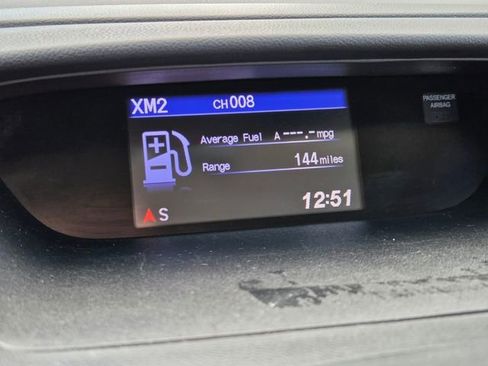 XM2 CH008
PASSENGER
AIRBAG
Average Fuel A ---.- mpg
Range 144 miles
S 12:51